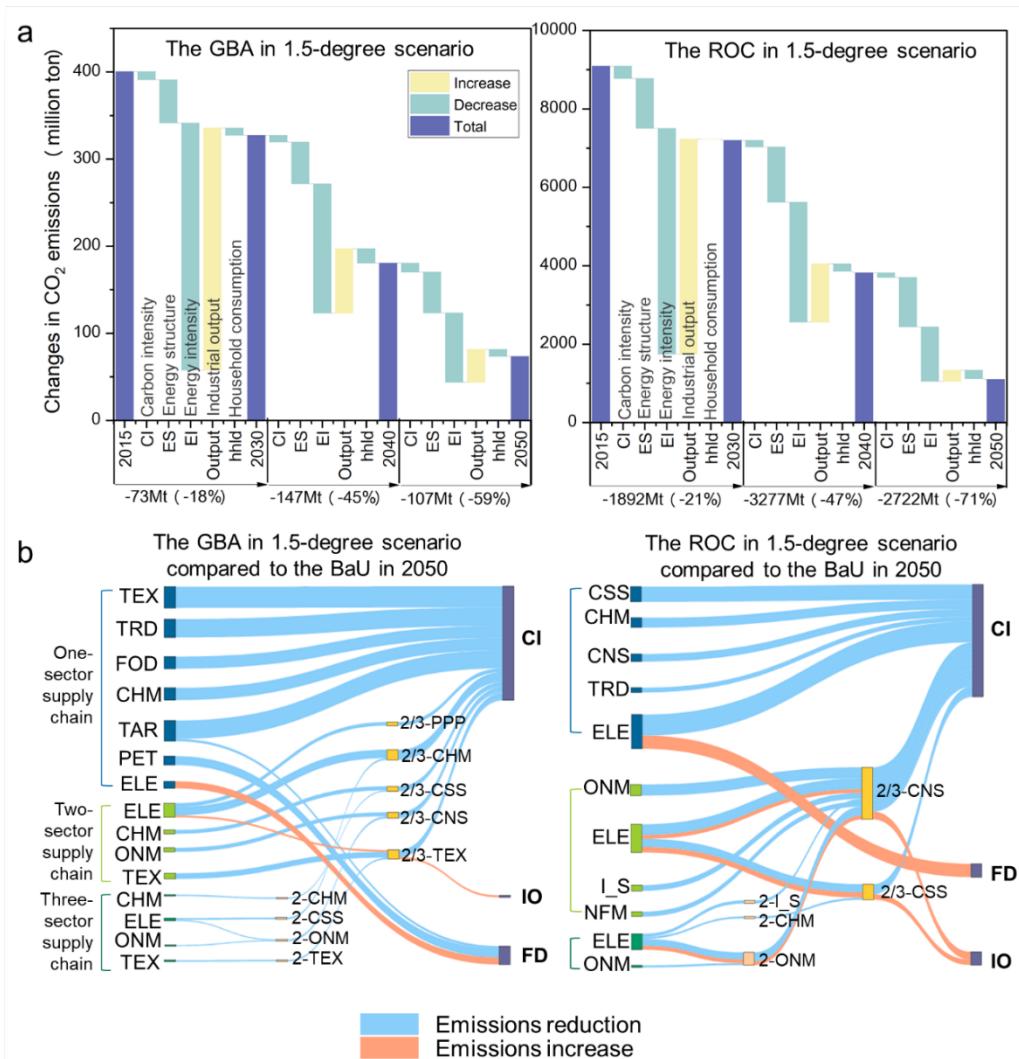 a
The GBA in 1.5-degree scenario
Increase
Decrease
Total
Changes in CO₂ emissions (million ton)
400
300
200
100
0
Carbon intensity
Energy structure
Energy intensity
Industrial output
Household consumption
2015
CI
ES
EI
Output
hhld
2030
CI
ES
EI
Output
hhld
2040
CI
ES
EI
Output
hhld
2050
-73Mt (-18%)
-147Mt (-45%)
-107Mt (-59%)
The ROC in 1.5-degree scenario
10000
8000
6000
4000
2000
0
Carbon intensity
Energy structure
Energy intensity
Industrial output
Household consumption
2015
CI
ES
EI
Output
hhld
2030
CI
ES
EI
Output
hhld
2040
CI
ES
EI
Output
hhld
2050
-1892Mt (-21%)
-3277Mt (-47%)
-2722Mt (-71%)
b
The GBA in 1.5-degree scenario
compared to the BaU in 2050
One-
sector
supply
chain
TEX
TRD
FOD
CHM
TAR
PET
ELE
Two-
sector
supply
chain
ELE
CHM
ONM
TEX
Three-
sector
supply
chain
CHM
ELE
ONM
TEX
2/3-PPP
2/3-CHM
2/3-CSS
2/3-CNS
2/3-TEX
2-CHM
2-CSS
2-ONM
2-TEX
CI
IO
FD
The ROC in 1.5-degree scenario
compared to the BaU in 2050
CSS
CHM
CNS
TRD
ELE
ONM
ELE
I_S
NFM
ELE
ONM
2/3-CNS
2/3-CSS
2-I_S
2-CHM
2-ONM
CI
FD
IO
Emissions reduction
Emissions increase